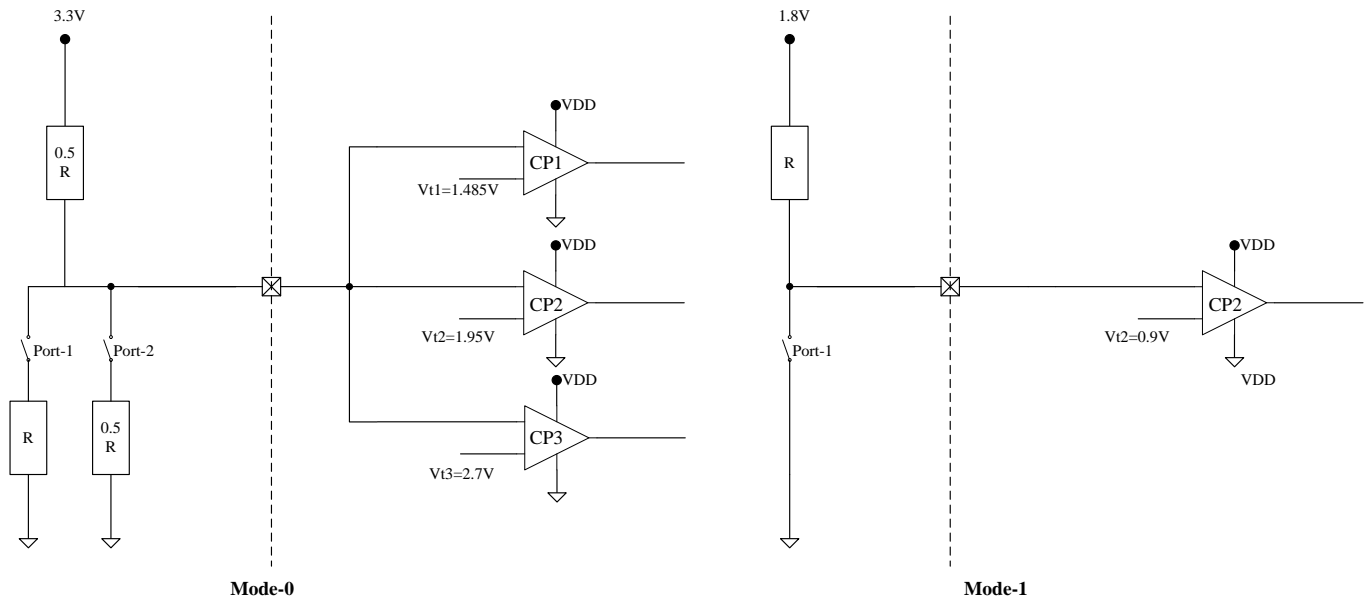 3.3V
0.5
R
Port-1
Port-2
R
0.5
R
VDD
CP1
Vt1=1.485V
VDD
CP2
Vt2=1.95V
VDD
CP3
Vt3=2.7V
Mode-0
1.8V
R
Port-1
VDD
CP2
Vt2=0.9V
VDD
Mode-1